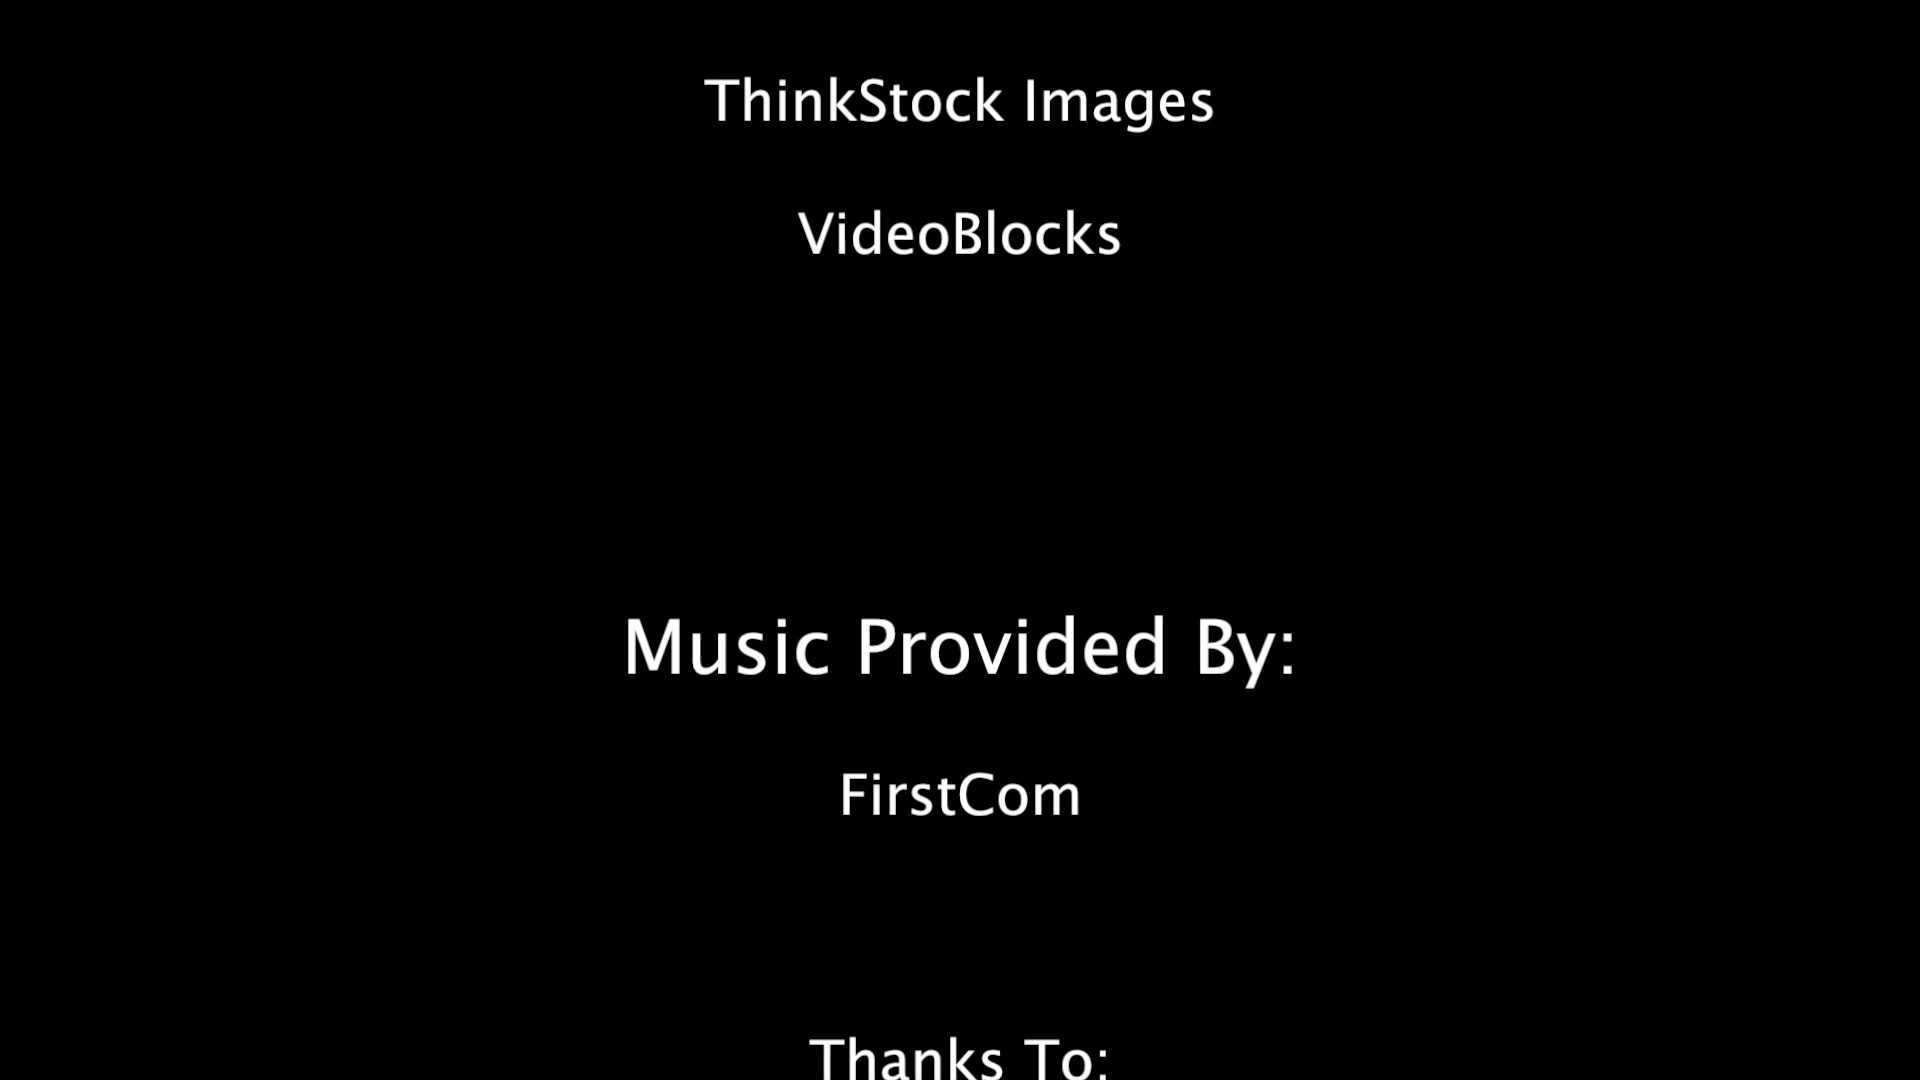 ThinkStock Images
VideoBlocks
Music Provided By:
FirstCom
Thanks To: